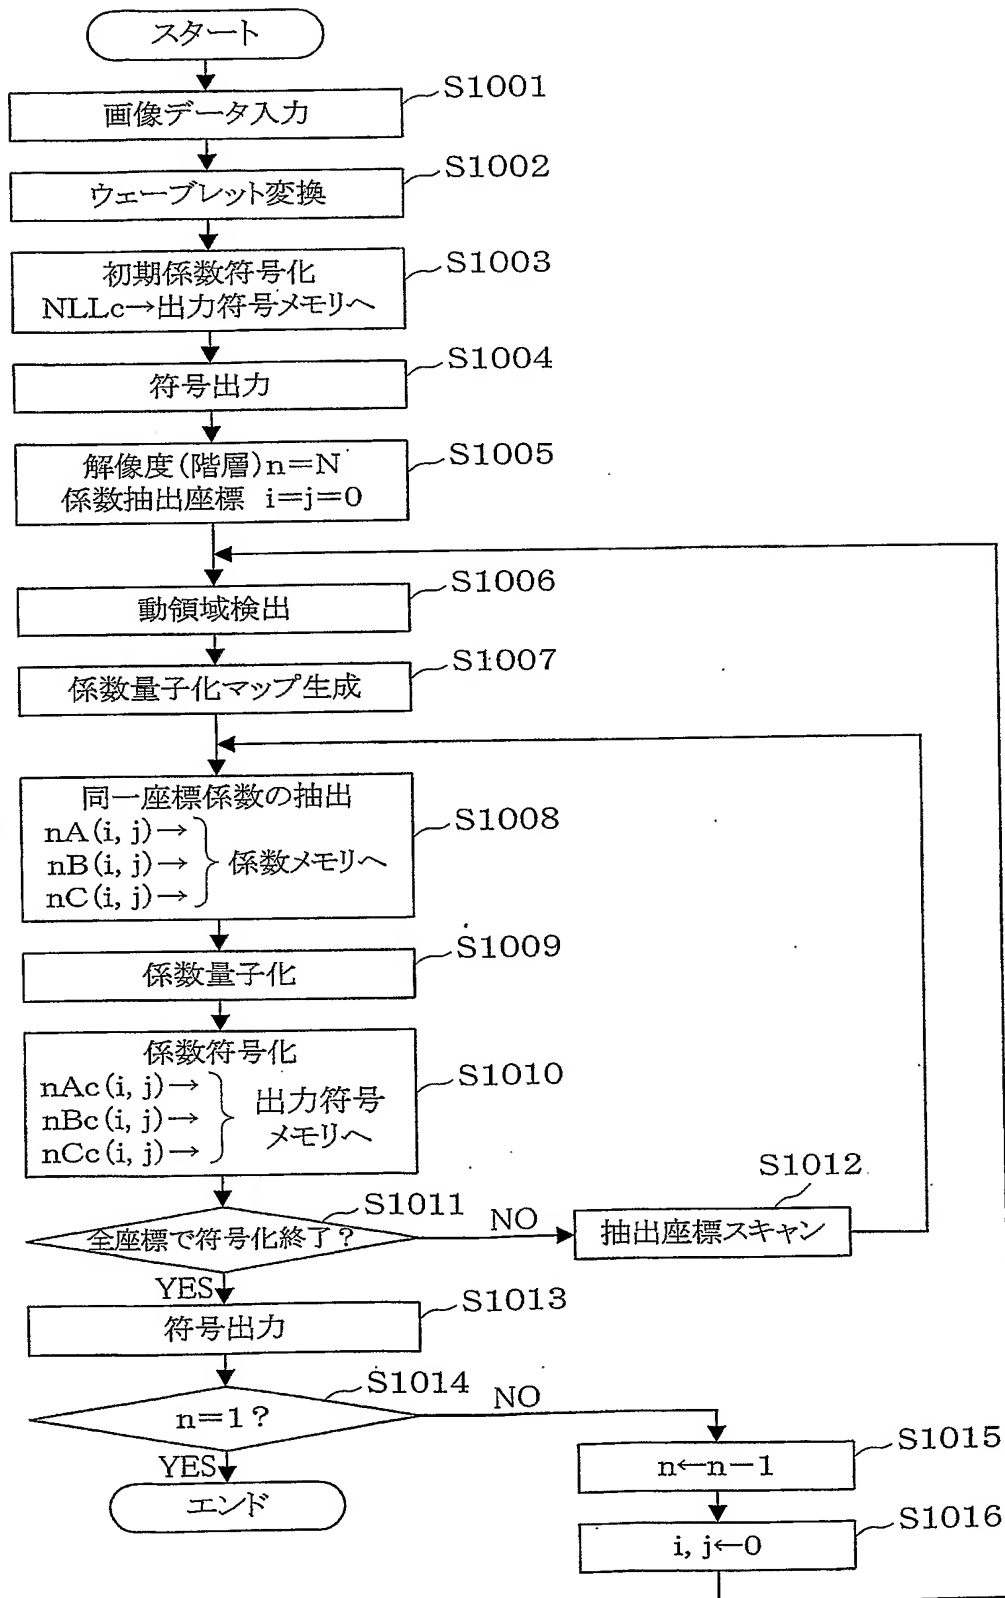 スタート
画像データ入力
S1001
ウェーブレット変換
S1002
初期係数符号化
NLLc→出力符号メモリへ
S1003
符号出力
S1004
解像度(階層)n=N
係数抽出座標 i=j=0
S1005
動領域検出
S1006
係数量子化マップ生成
S1007
同一座標係数の抽出
nA(i, j)→
nB(i, j)→
nC(i, j)→
係数メモリへ
S1008
係数量子化
S1009
係数符号化
nAc(i, j)→
nBc(i, j)→
nCc(i, j)→
出力符号
メモリへ
S1010
全座標で符号化終了?
S1011
NO
抽出座標スキャン
S1012
YES
符号出力
S1013
n=1?
S1014
NO
n←n-1
S1015
YES
エンド
i, j←0
S1016